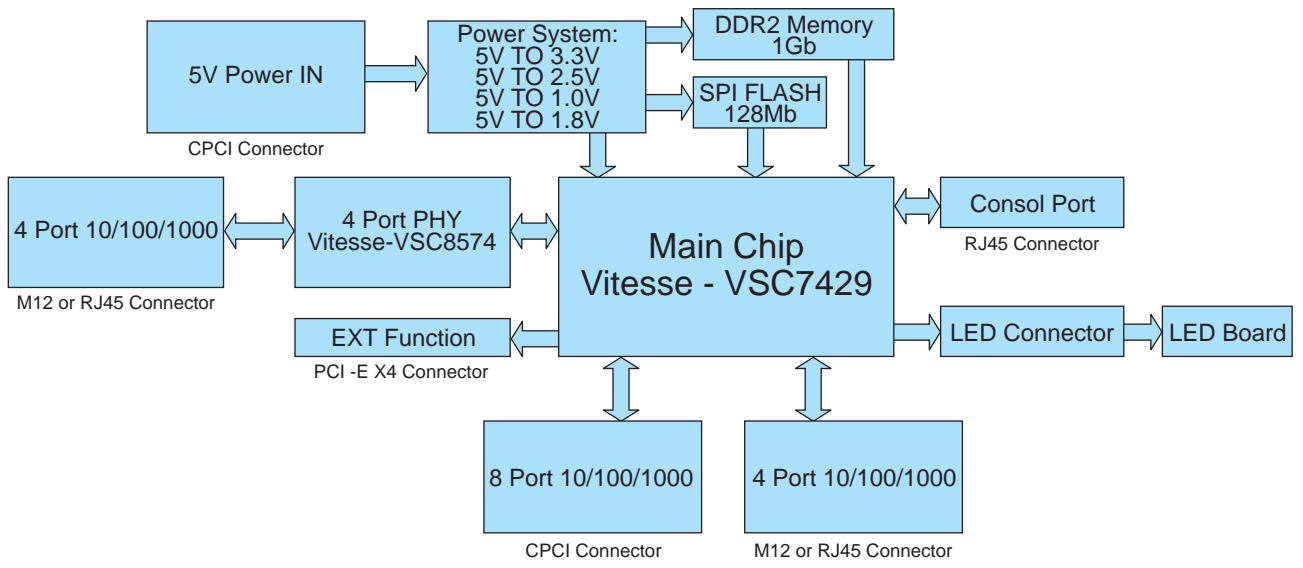 5V Power IN
CPCI Connector
Power System:
5V TO 3.3V
5V TO 2.5V
5V TO 1.0V
5V TO 1.8V
DDR2 Memory
1Gb
SPI FLASH
128Mb
4 Port 10/100/1000
M12 or RJ45 Connector
4 Port PHY
Vitesse-VSC8574
Main Chip
Vitesse - VSC7429
Consol Port
RJ45 Connector
EXT Function
PCI -E X4 Connector
LED Connector
LED Board
8 Port 10/100/1000
CPCI Connector
4 Port 10/100/1000
M12 or RJ45 Connector